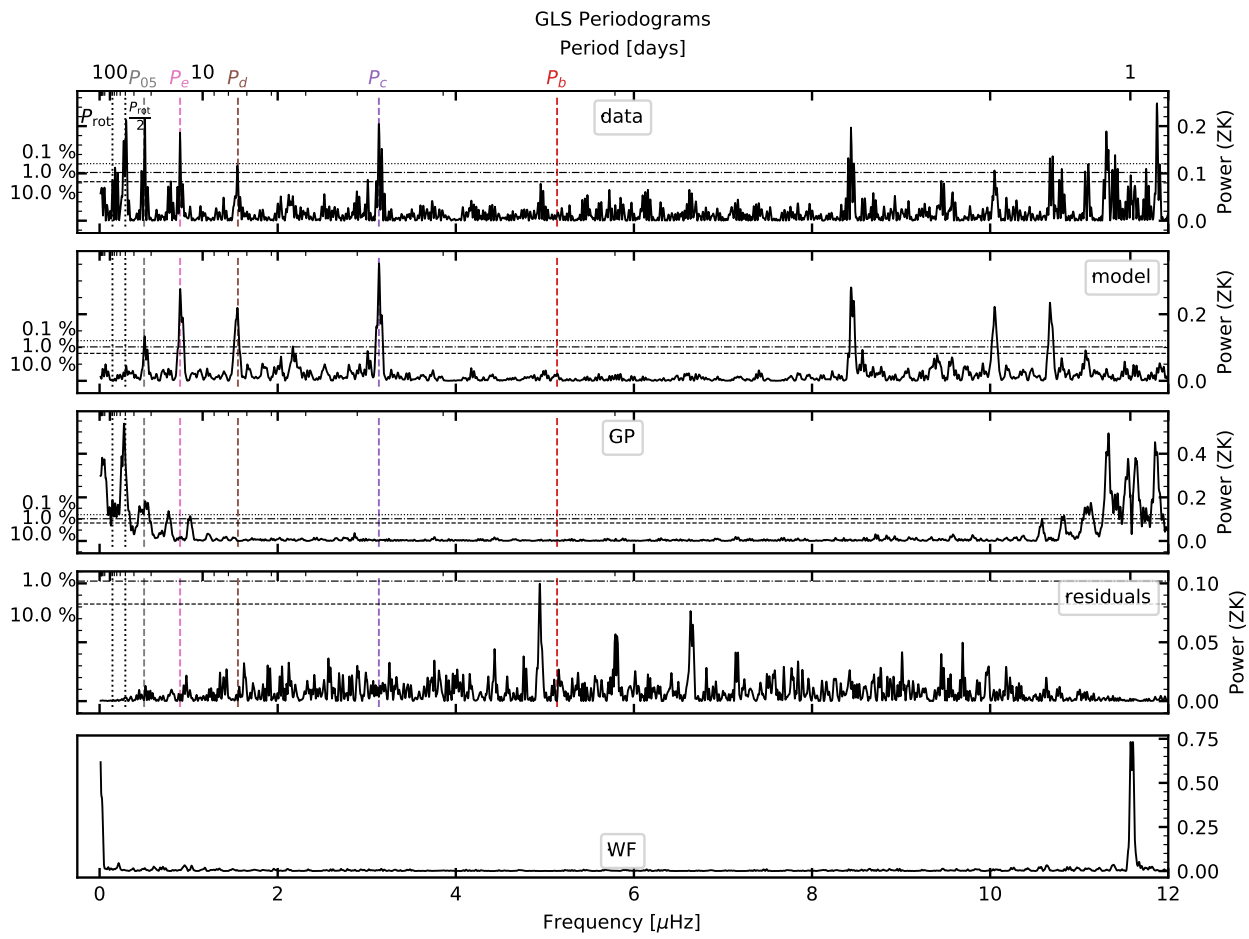 GLS Periodograms
Period [days]
100 10 1
P05 Pe Pd Pc Pb
Prot Prot/2 data
0.1 %
1.0 %
10.0 %
0.2
0.1
0.0
Power (ZK)
model
0.1 %
1.0 %
10.0 %
0.2
0.0
Power (ZK)
GP
0.1 %
1.0 %
10.0 %
0.4
0.2
0.0
Power (ZK)
residuals
1.0 %
10.0 %
0.10
0.05
0.00
Power (ZK)
WF
0.75
0.50
0.25
0.00
0 2 4 6 8 10 12
Frequency [μHz]